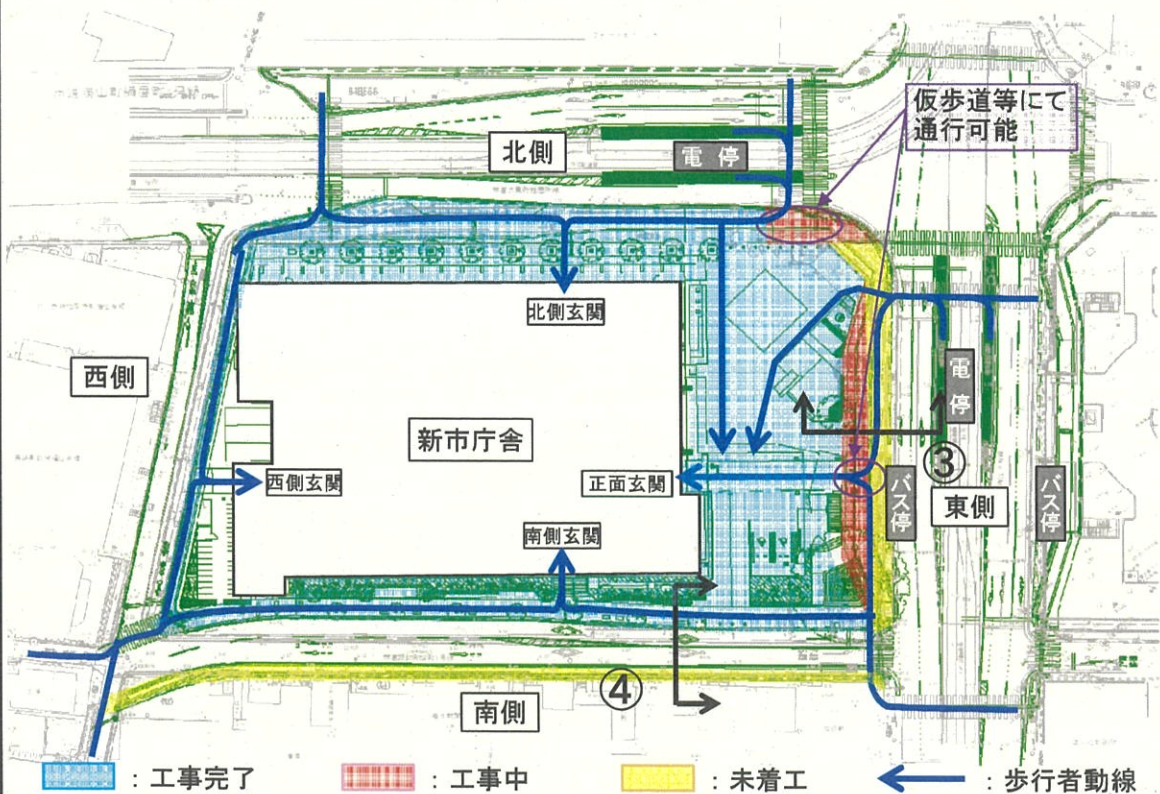 仮歩道等にて
通行可能
北側
電停
北側玄関
西側
新市庁舎
電停
西側玄関
正面玄関
③
バス停
東側
バス停
南側玄関
④
南側
：工事完了
：工事中
：未着工
：歩行者動線